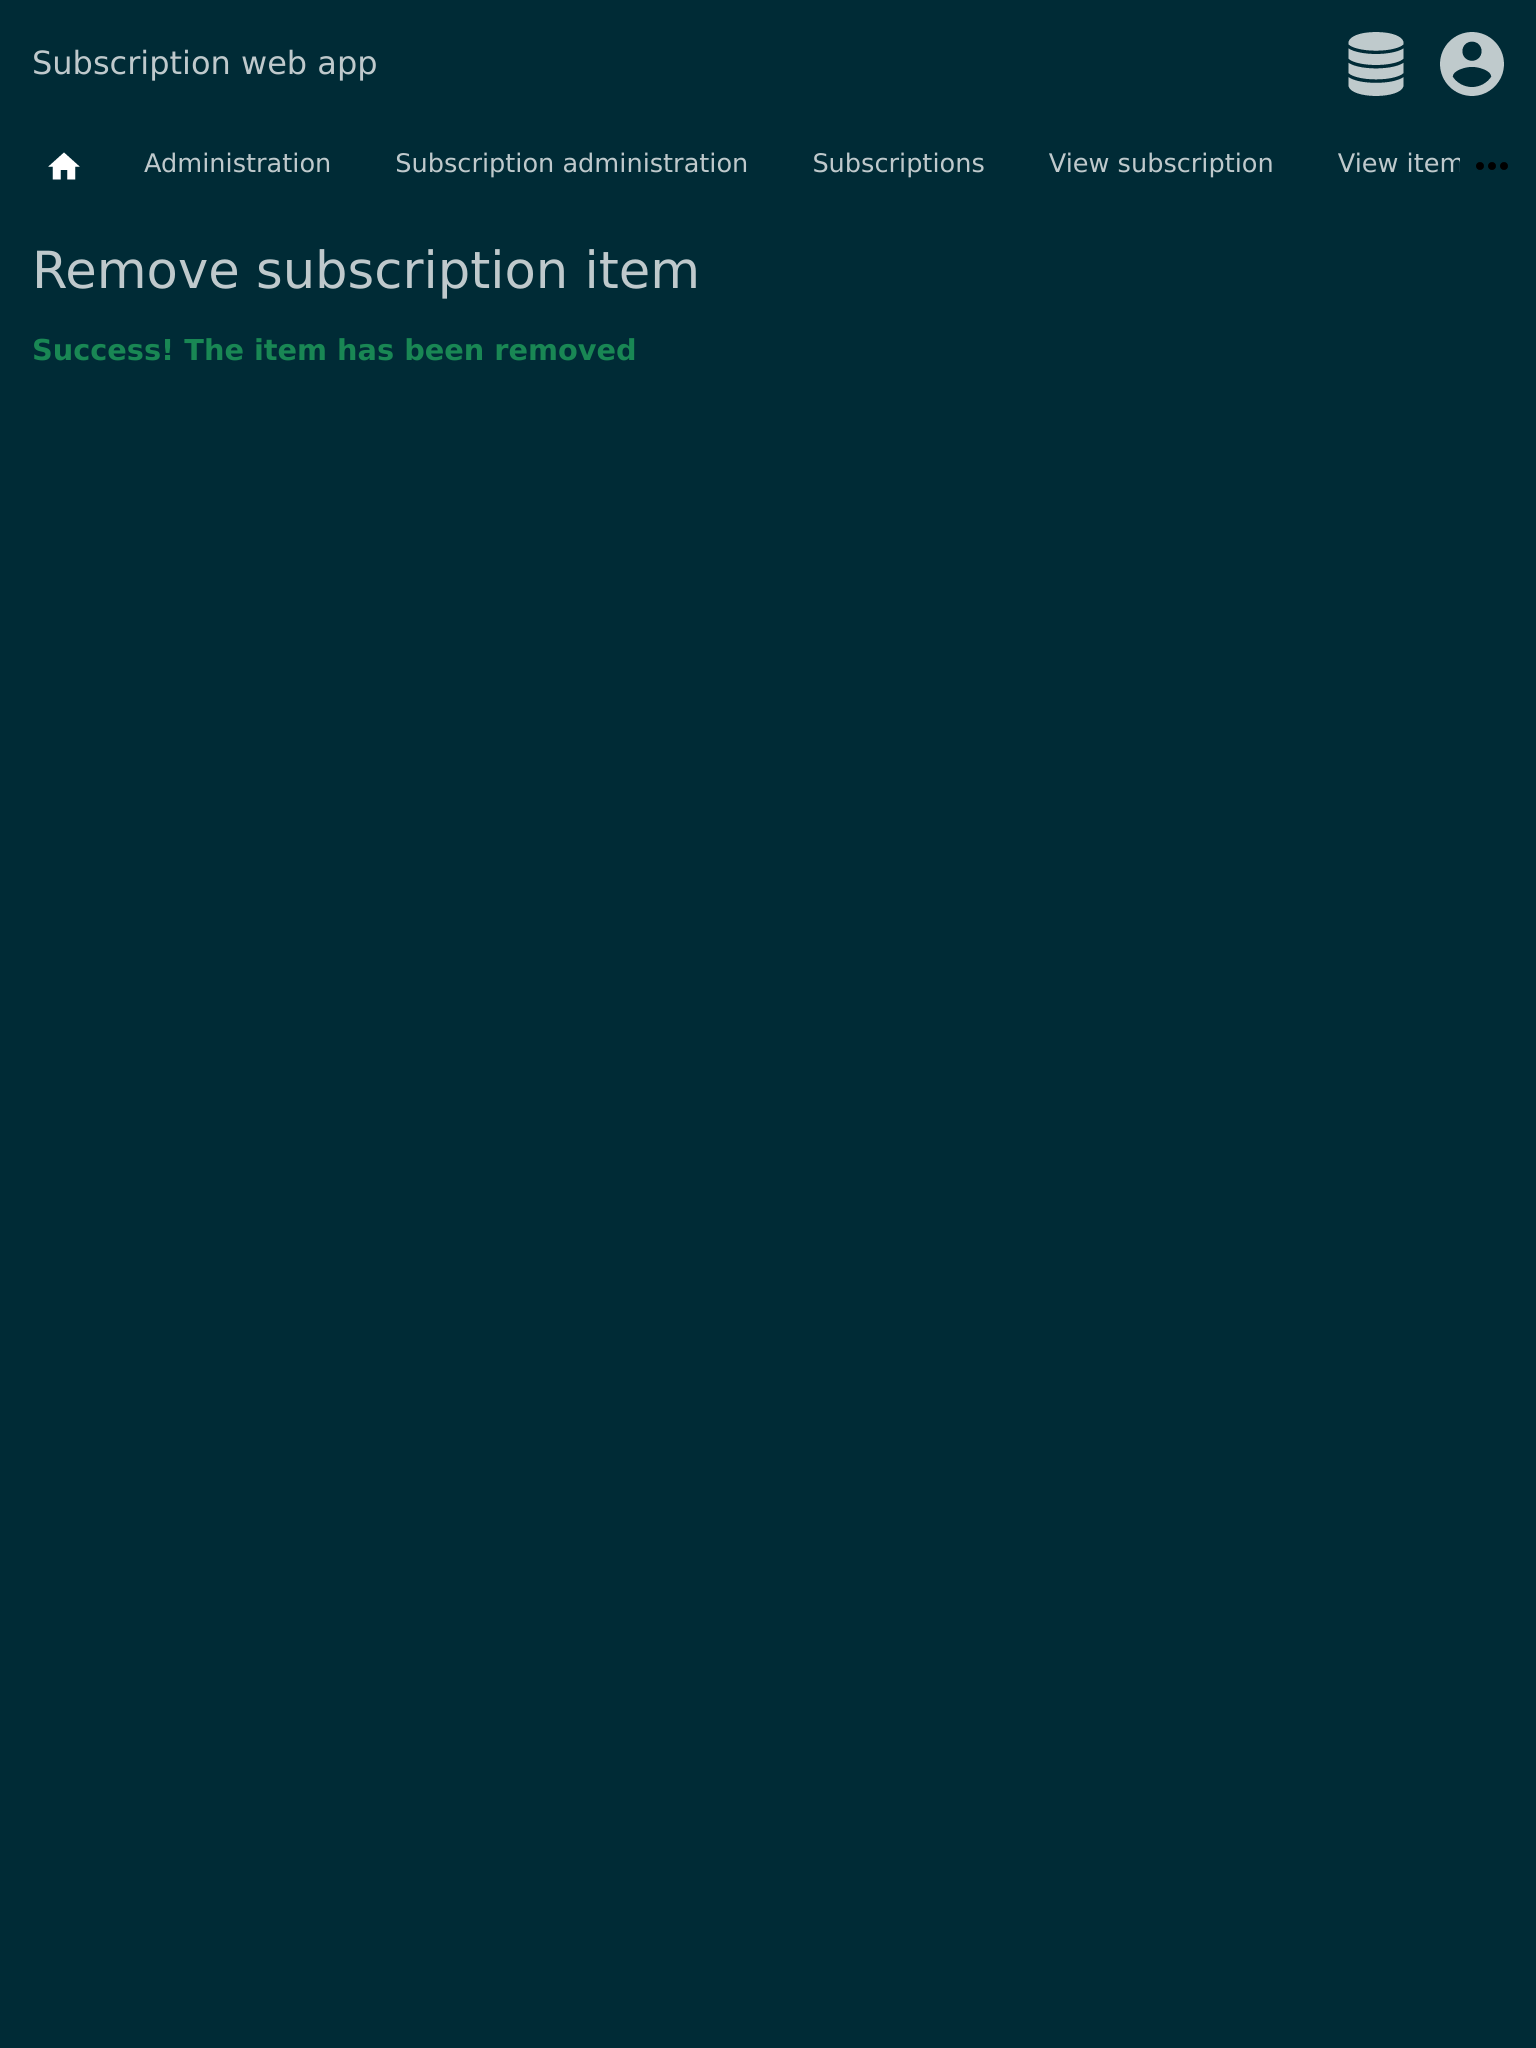 Subscription web app
Administration Subscription administration Subscriptions View subscription View item
Remove subscription item
Success! The item has been removed